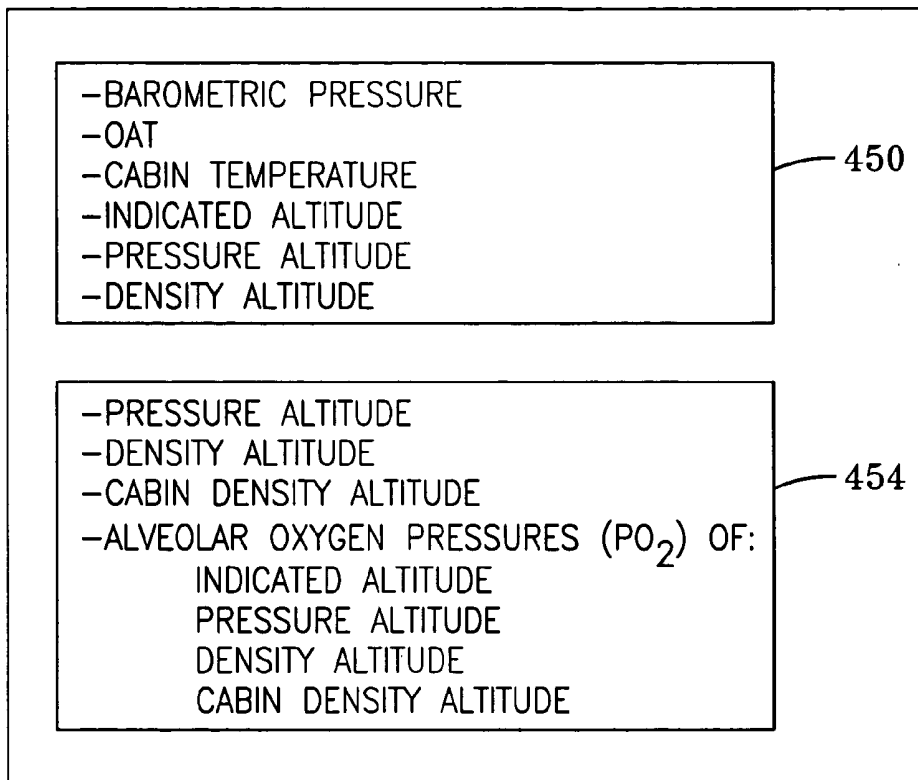 -BAROMETRIC PRESSURE
-OAT
-CABIN TEMPERATURE
-INDICATED ALTITUDE
-PRESSURE ALTITUDE
-DENSITY ALTITUDE
450
-PRESSURE ALTITUDE
-DENSITY ALTITUDE
-CABIN DENSITY ALTITUDE
-ALVEOLAR OXYGEN PRESSURES (PO₂) OF:
INDICATED ALTITUDE
PRESSURE ALTITUDE
DENSITY ALTITUDE
CABIN DENSITY ALTITUDE
454